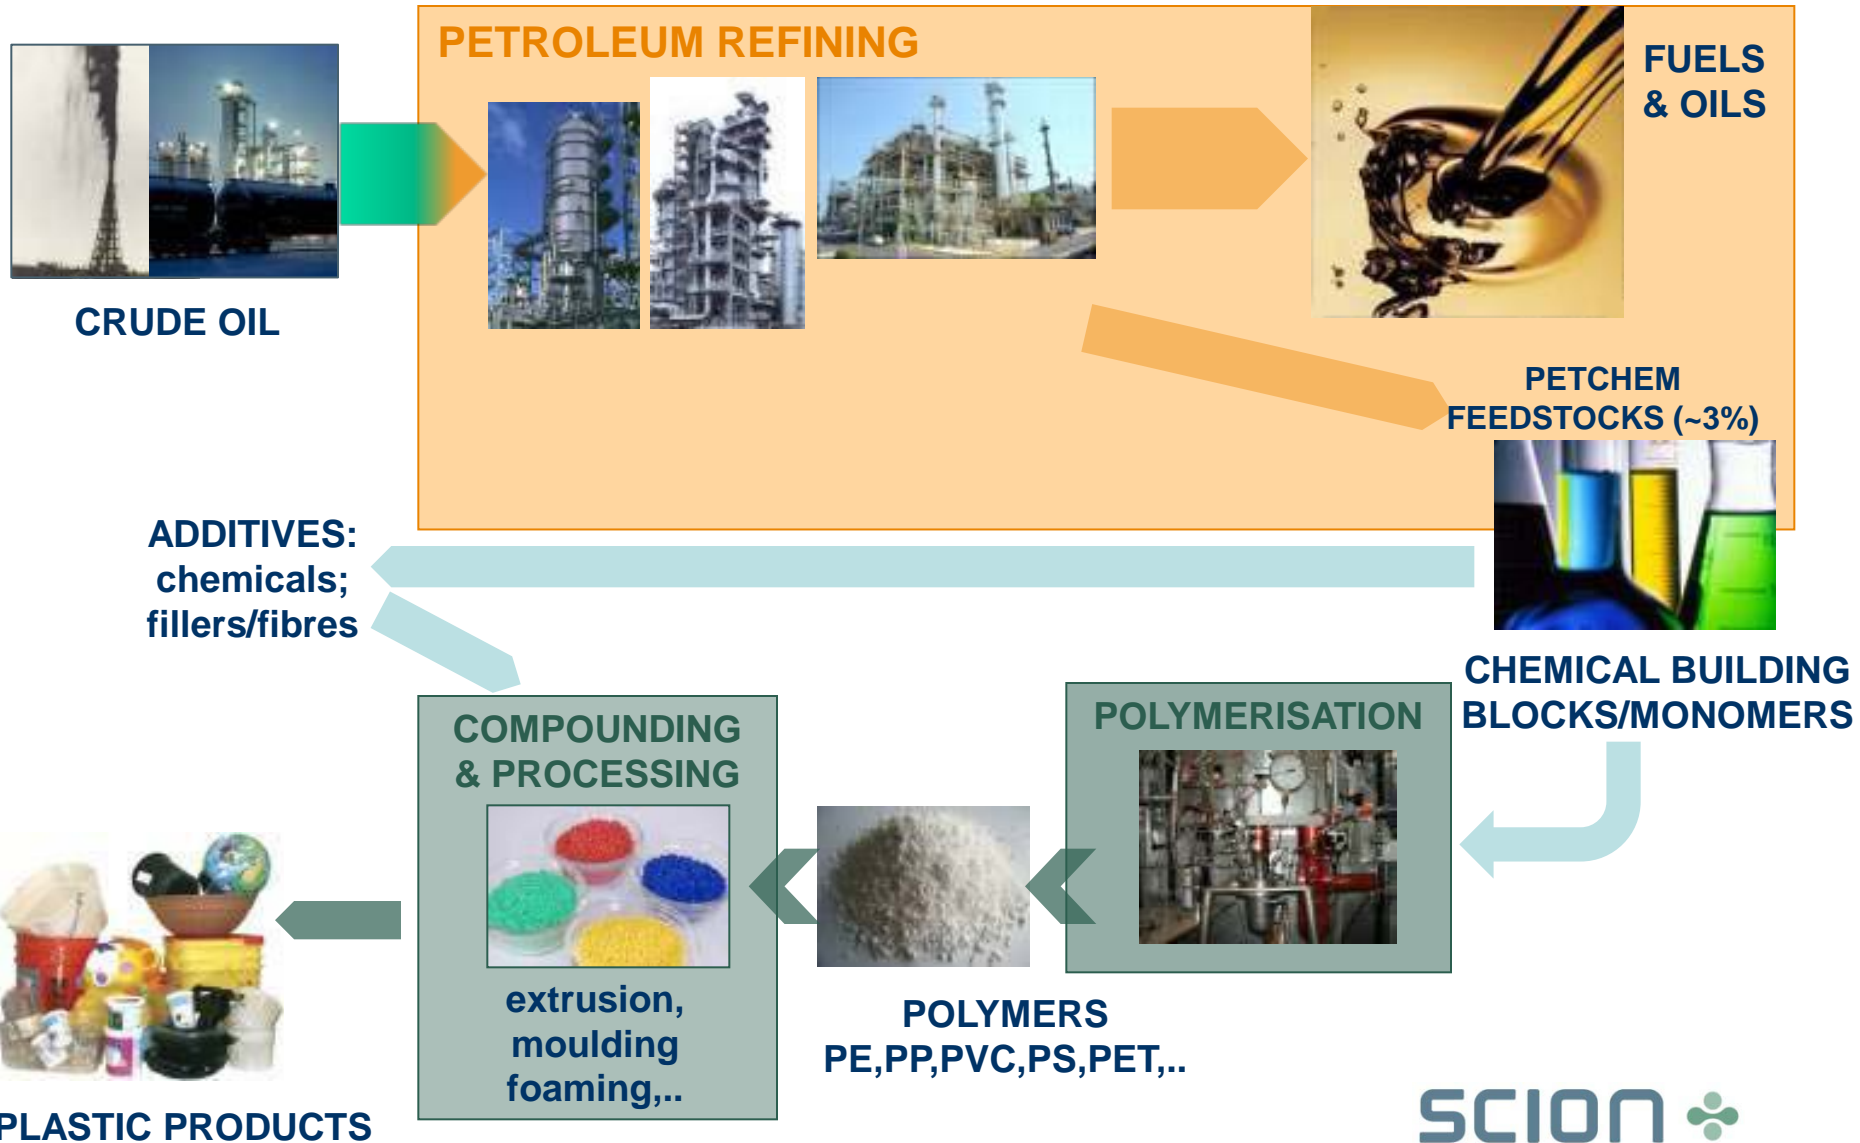 PETROLEUM REFINING
FUELS
& OILS
CRUDE OIL
PETCHEM
FEEDSTOCKS (~3%)
ADDITIVES:
chemicals;
fillers/fibres
CHEMICAL BUILDING
BLOCKS/MONOMERS
POLYMERISATION
COMPOUNDING
& PROCESSING
extrusion,
moulding
foaming,..
POLYMERS
PE,PP,PVC,PS,PET,..
PLASTIC PRODUCTS
SCION